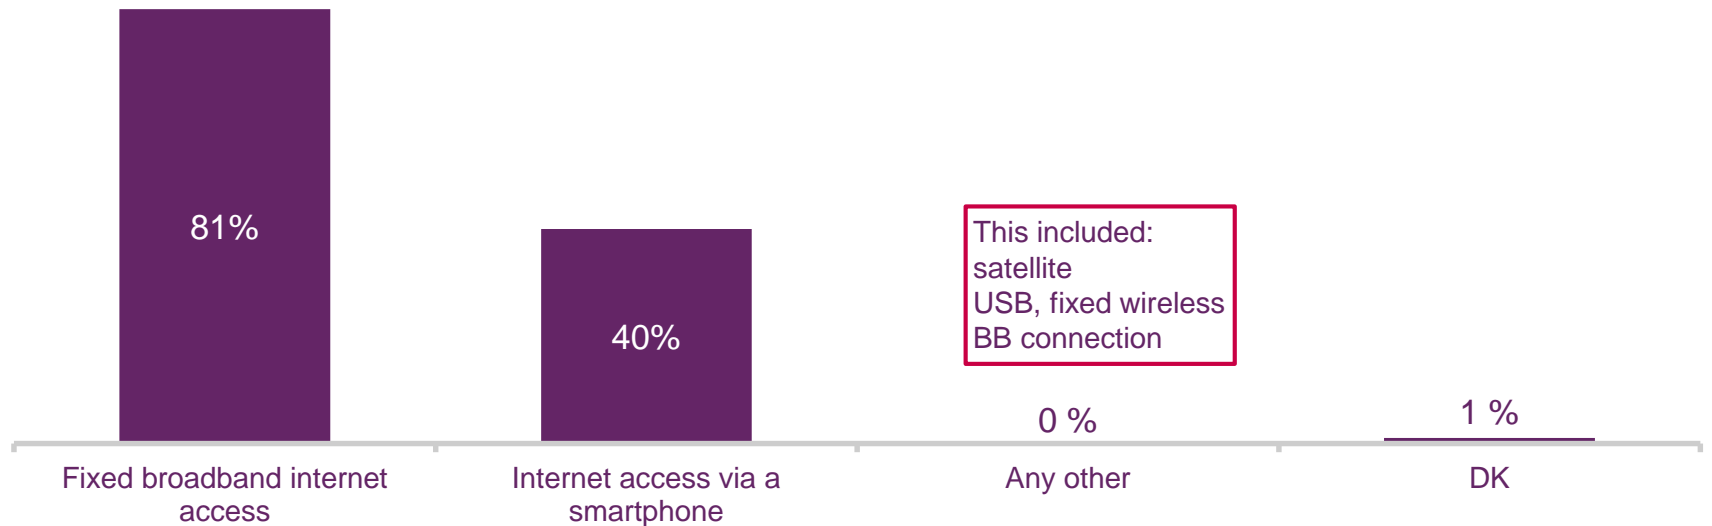 81%
40%
This included:
satellite
USB, fixed wireless
BB connection
0 %
1 %
Fixed broadband internet
access
Internet access via a
smartphone
Any other
DK